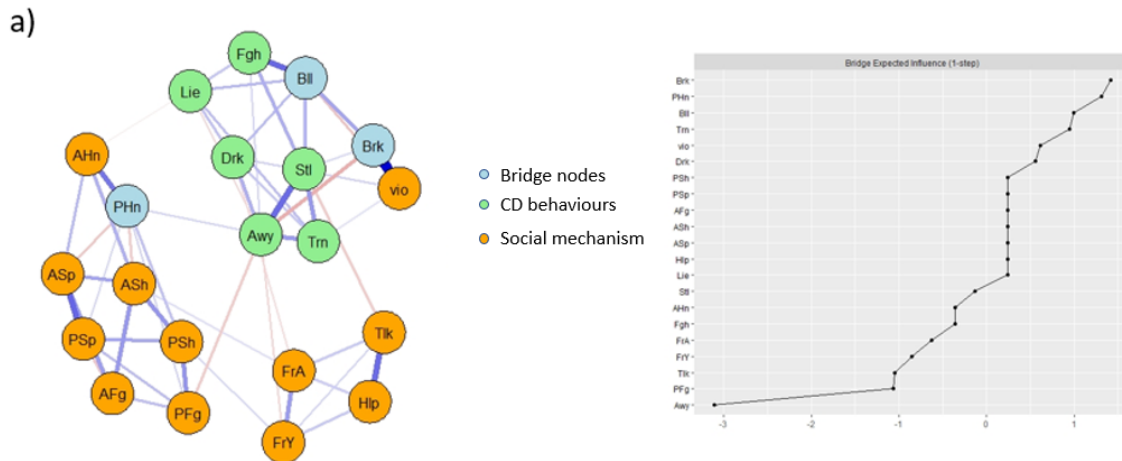 a)
Fgh
Bll
Lie
Brk
AHn
Drk
Stl
vio
PHn
Awy
Trn
ASp
ASh
PSp
PSh
Tlk
FrA
AFg
PFg
Hlp
FrY
Bridge nodes
CD behaviours
Social mechanism
Bridge Expected Influence (1-step)
Brk
PHn
Bll
Trn
vio
Drk
PSh
PSp
AFg
ASh
ASp
Hlp
Lie
Stl
AHn
Fgh
FrA
FrY
Tlk
PFg
Awy
-3
-2
-1
0
1